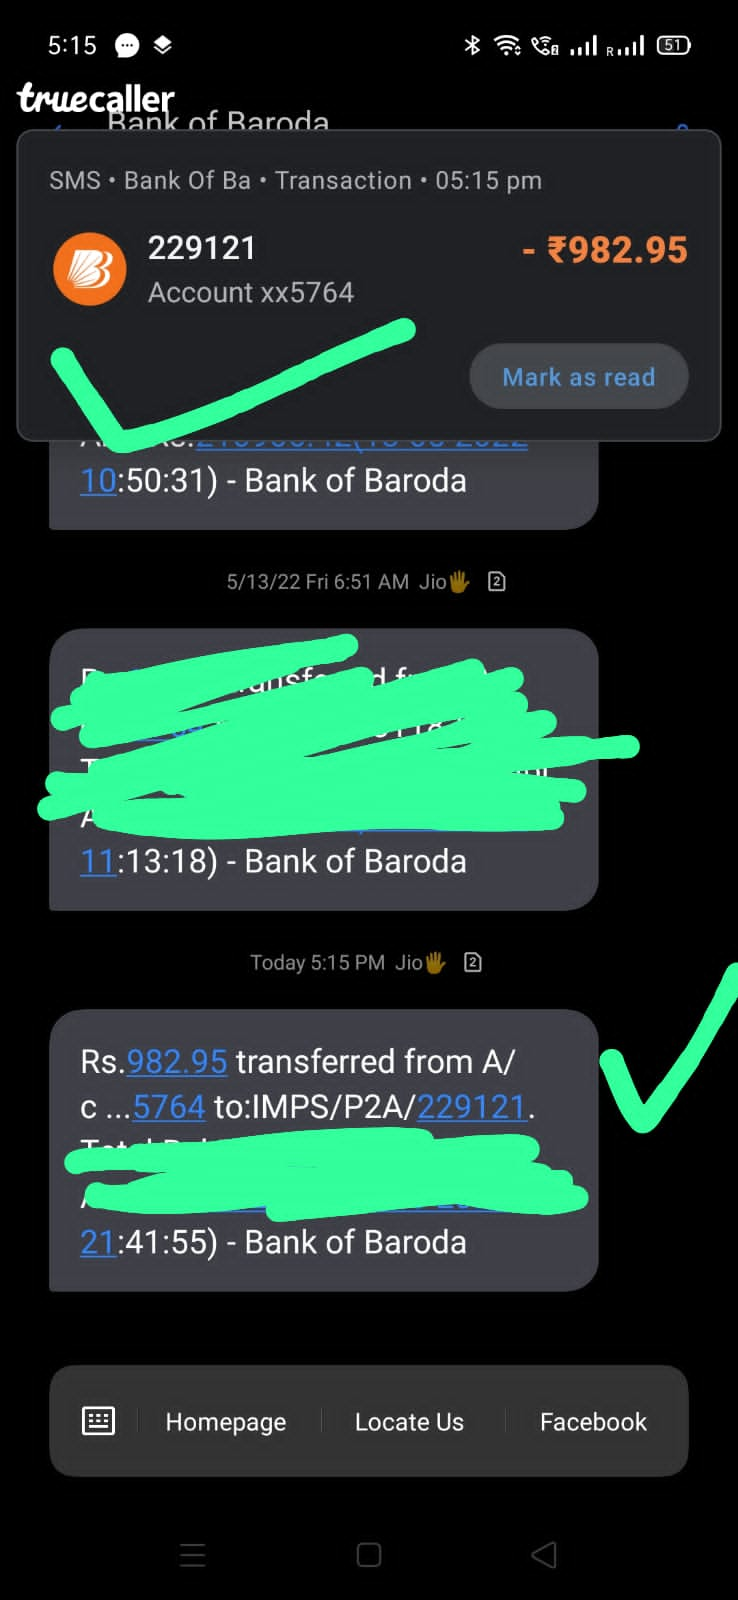 5:15
R
51
truecaller
Bank of Baroda
SMS • Bank Of Ba • Transaction • 05:15 pm
229121
- ₹982.95
Account xx5764
Mark as read
10:50:31) - Bank of Baroda
5/13/22 Fri 6:51 AM Jio🖐 2
11:13:18) - Bank of Baroda
Today 5:15 PM Jio🖐 2
Rs.982.95 transferred from A/
c ...5764 to:IMPS/P2A/229121.
21:41:55) - Bank of Baroda
Homepage
Locate Us
Facebook